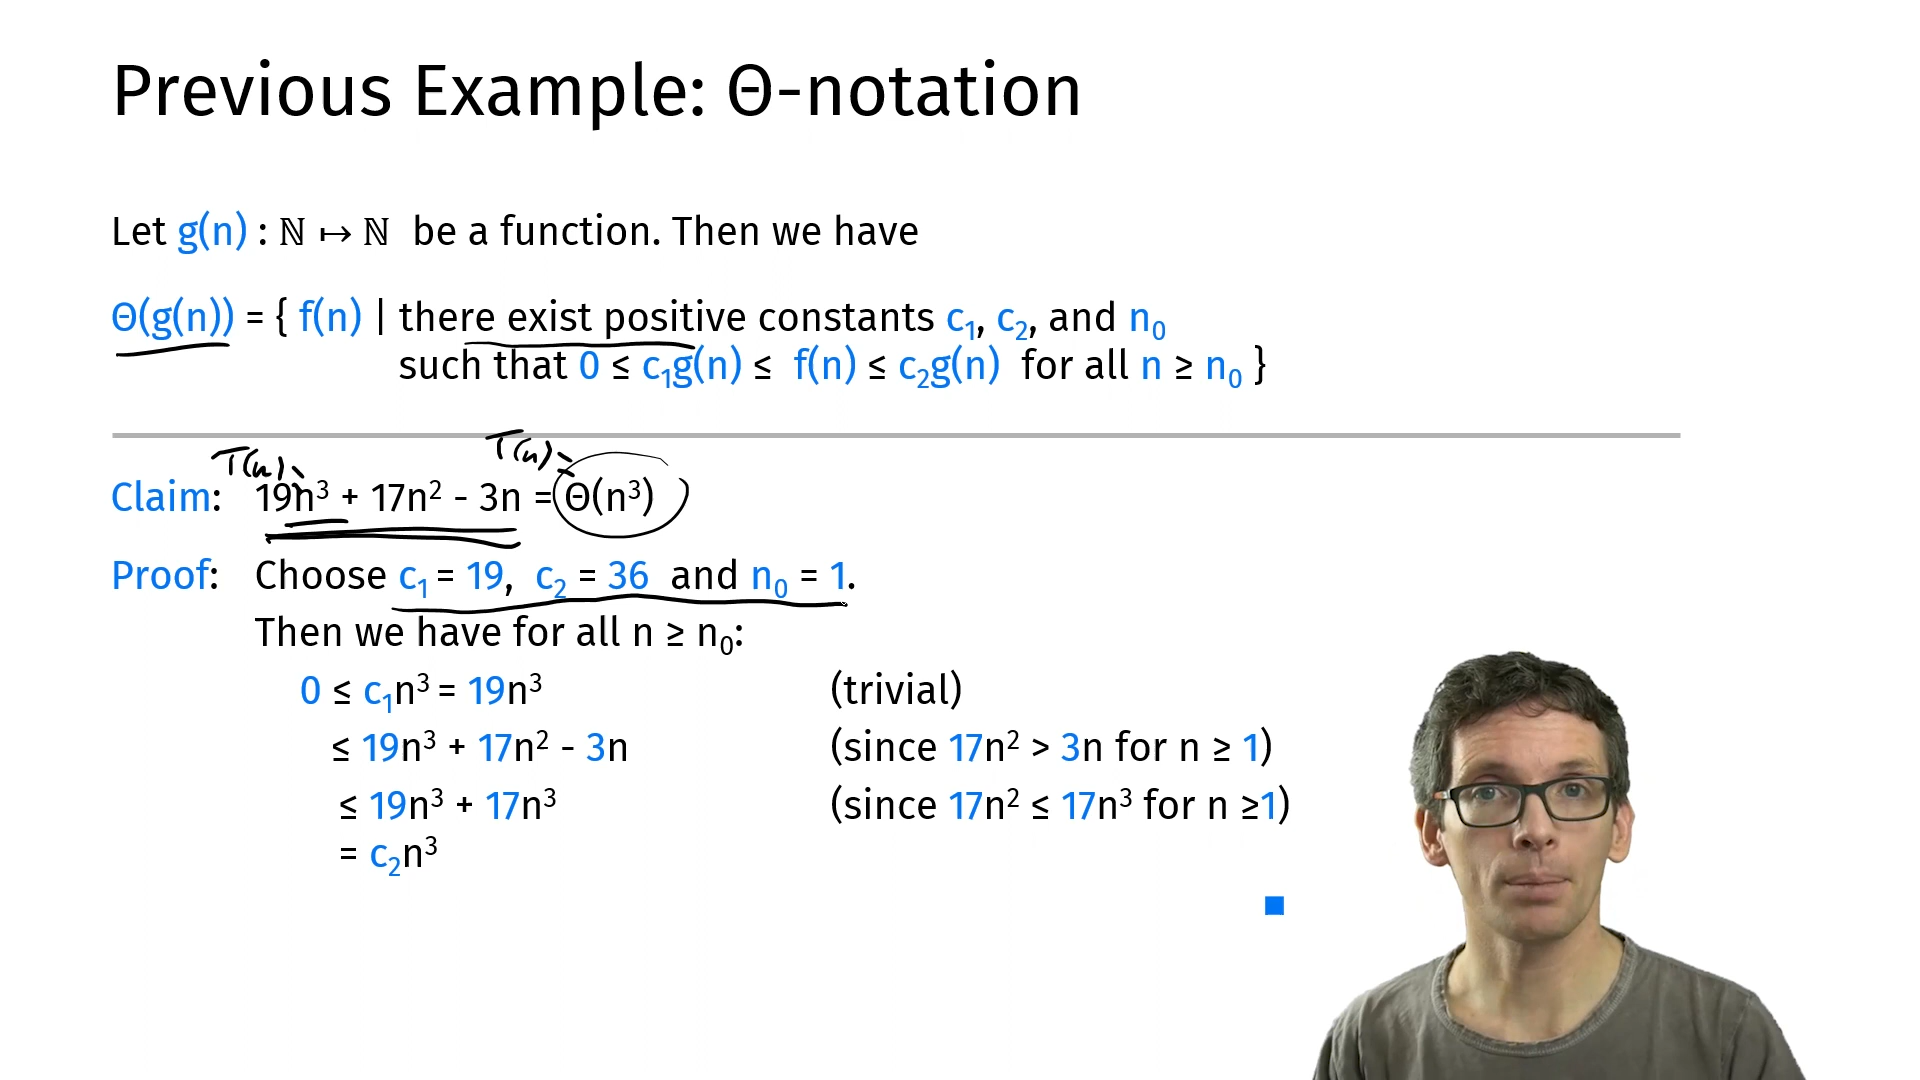 Previous Example: Θ-notation
Let g(n) : ℕ ↦ ℕ be a function. Then we have
Θ(g(n)) = { f(n) | there exist positive constants c₁, c₂, and n₀
such that 0 ≤ c₁g(n) ≤ f(n) ≤ c₂g(n) for all n ≥ n₀ }
T(n) = T(n) =
Claim: 19n³ + 17n² - 3n = Θ(n³)
Proof: Choose c₁ = 19, c₂ = 36 and n₀ = 1.
Then we have for all n ≥ n₀:
0 ≤ c₁n³ = 19n³ (trivial)
≤ 19n³ + 17n² - 3n (since 17n² > 3n for n ≥ 1)
≤ 19n³ + 17n³ (since 17n² ≤ 17n³ for n ≥1)
= c₂n³